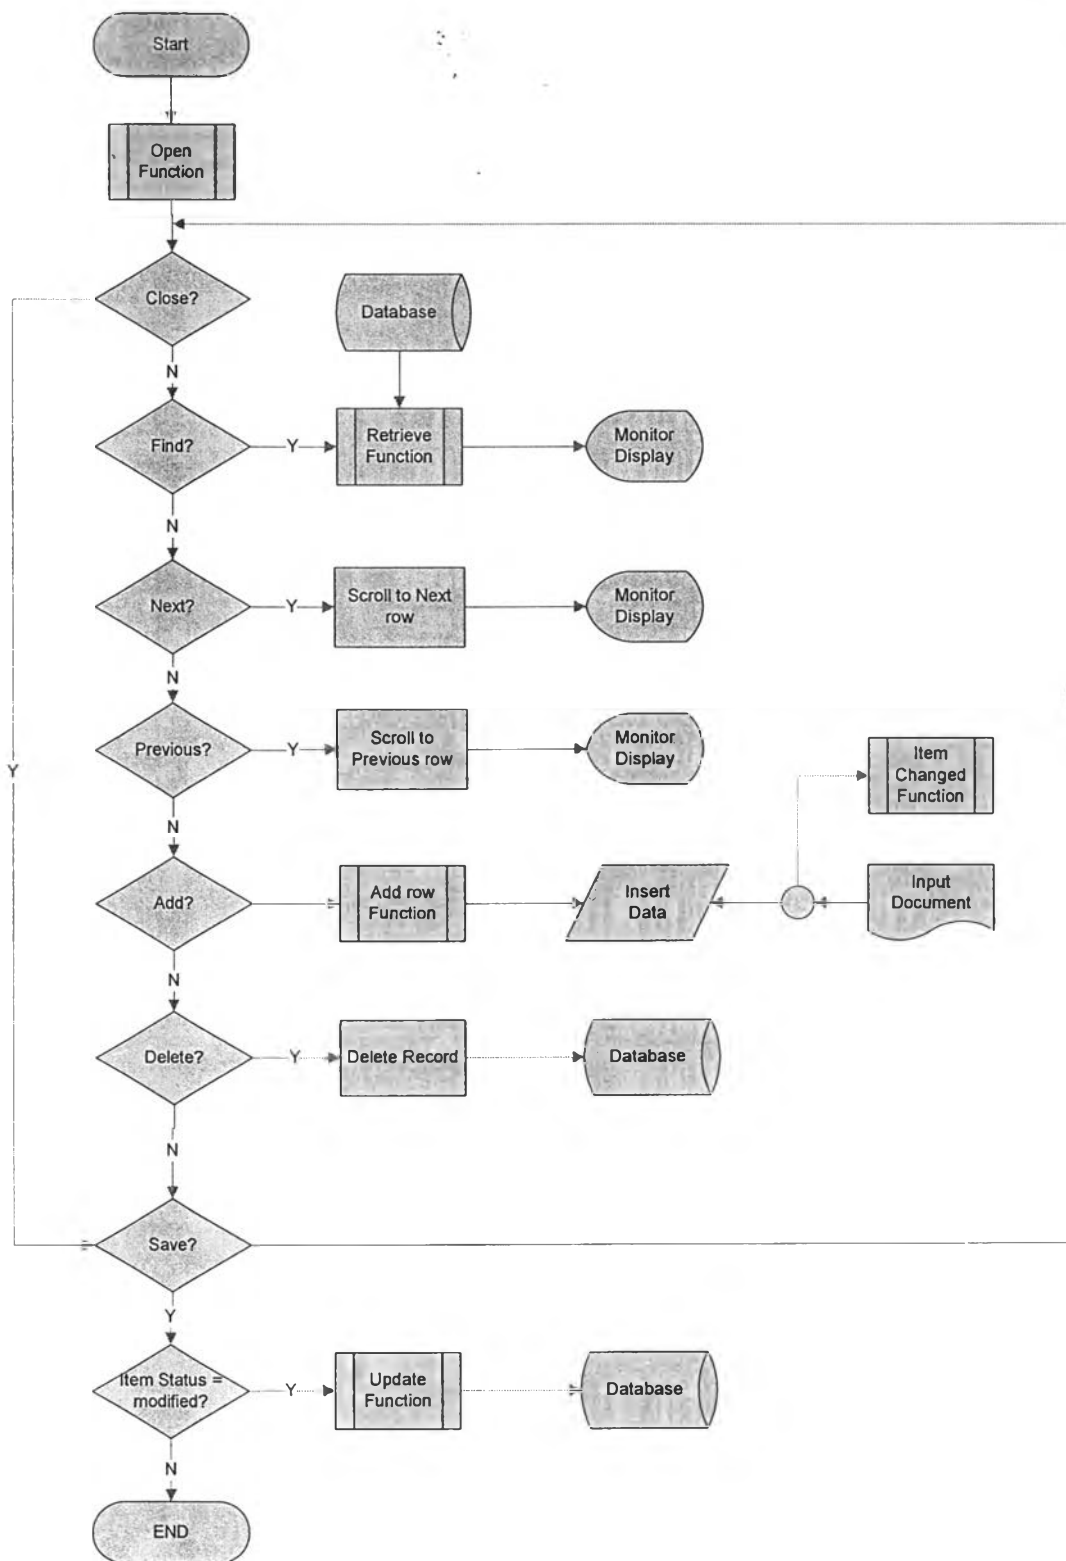 Start
Open
Function
Close?
Database
N
Find?
Y
Retrieve
Function
Monitor
Display
N
Next?
Y
Scroll to Next
row
Monitor
Display
N
Previous?
Y
Scroll to
Previous row
Monitor
Display
Item
Changed
Function
Y
N
Add?
Add row
Function
Insert
Data
Input
Document
N
Delete?
Y
Delete Record
Database
N
Save?
Y
Item Status =
modified?
Y
Update
Function
Database
N
END